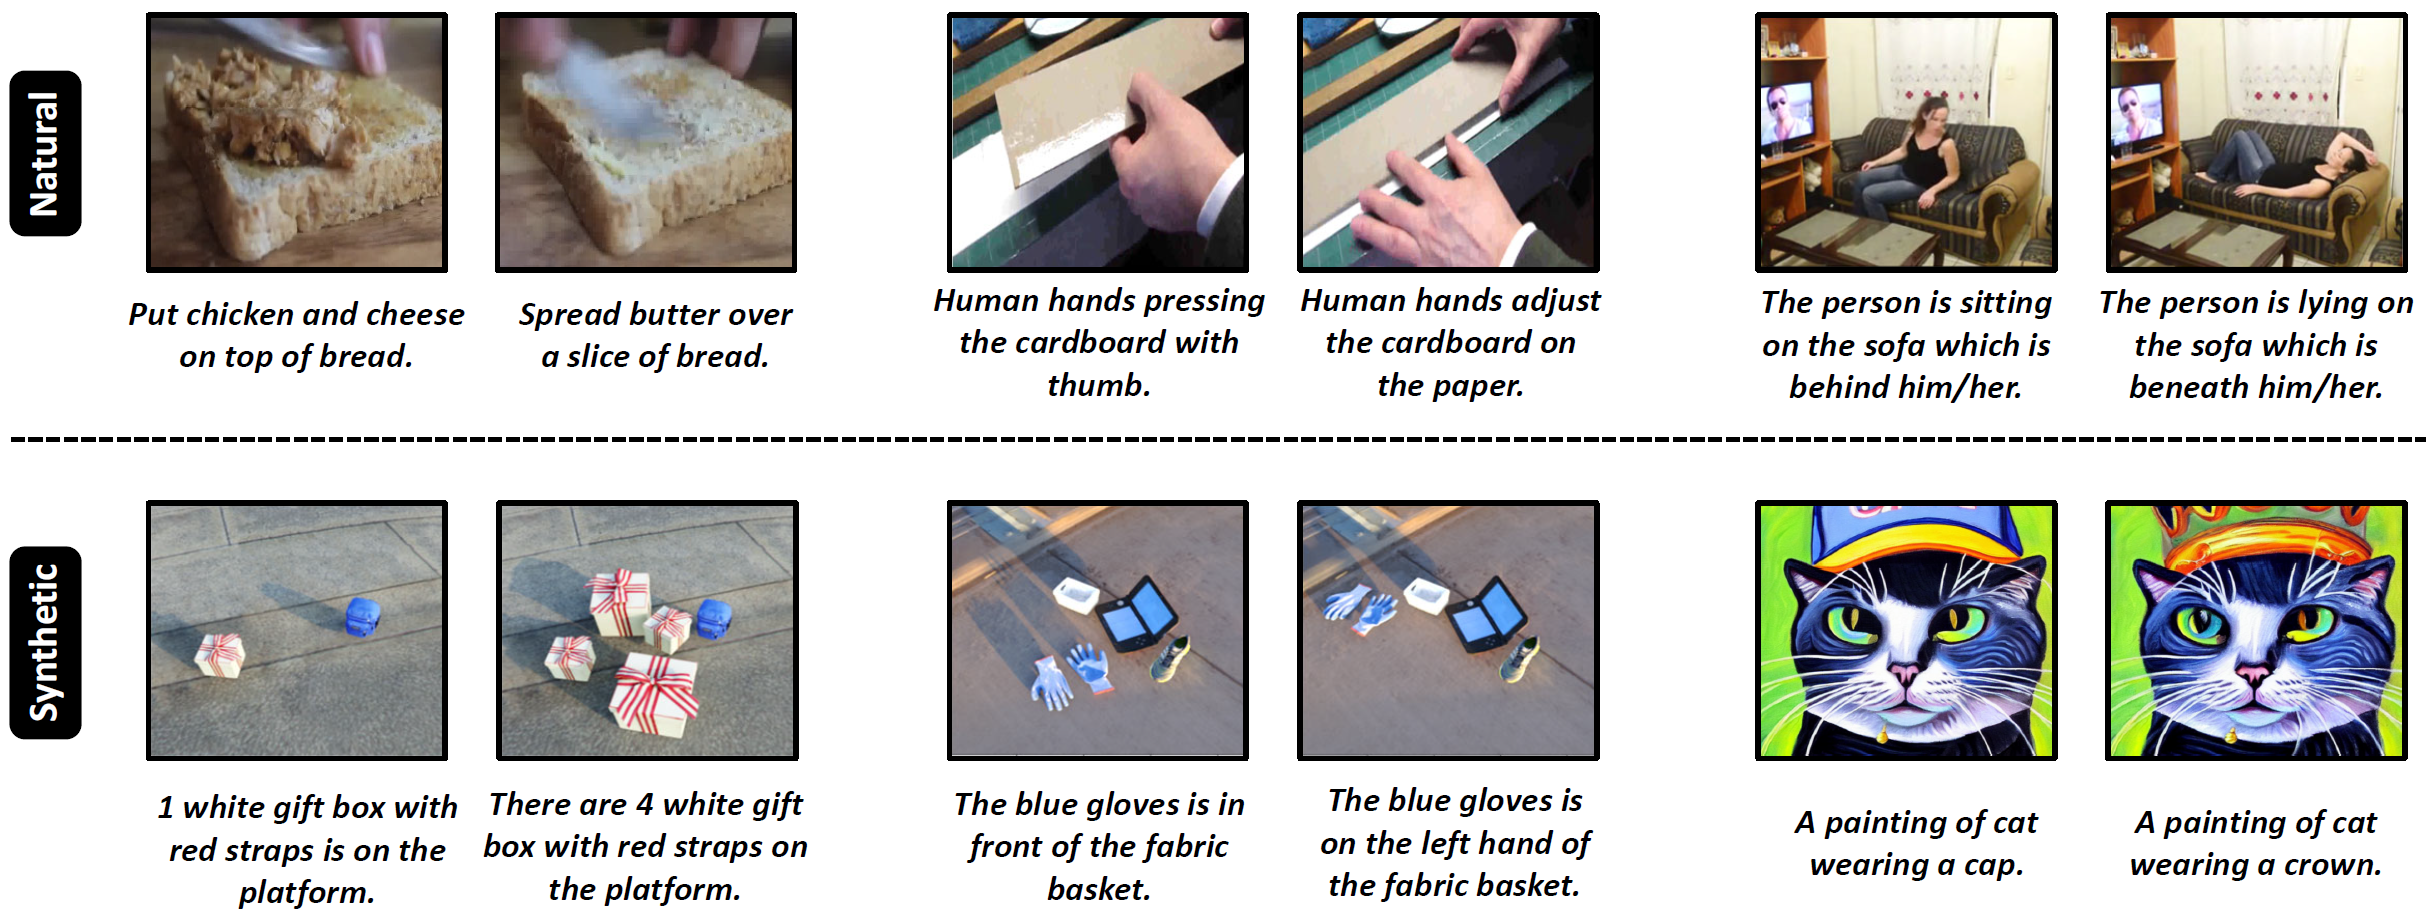 Natural
Put chicken and cheese
on top of bread.
Spread butter over
a slice of bread.
Human hands pressing
the cardboard with
thumb.
Human hands adjust
the cardboard on
the paper.
The person is sitting
on the sofa which is
behind him/her.
The person is lying on
the sofa which is
beneath him/her.
Synthetic
1 white gift box with
red straps is on the
platform.
There are 4 white gift
box with red straps on
the platform.
The blue gloves is in
front of the fabric
basket.
The blue gloves is
on the left hand of
the fabric basket.
A painting of cat
wearing a cap.
A painting of cat
wearing a crown.